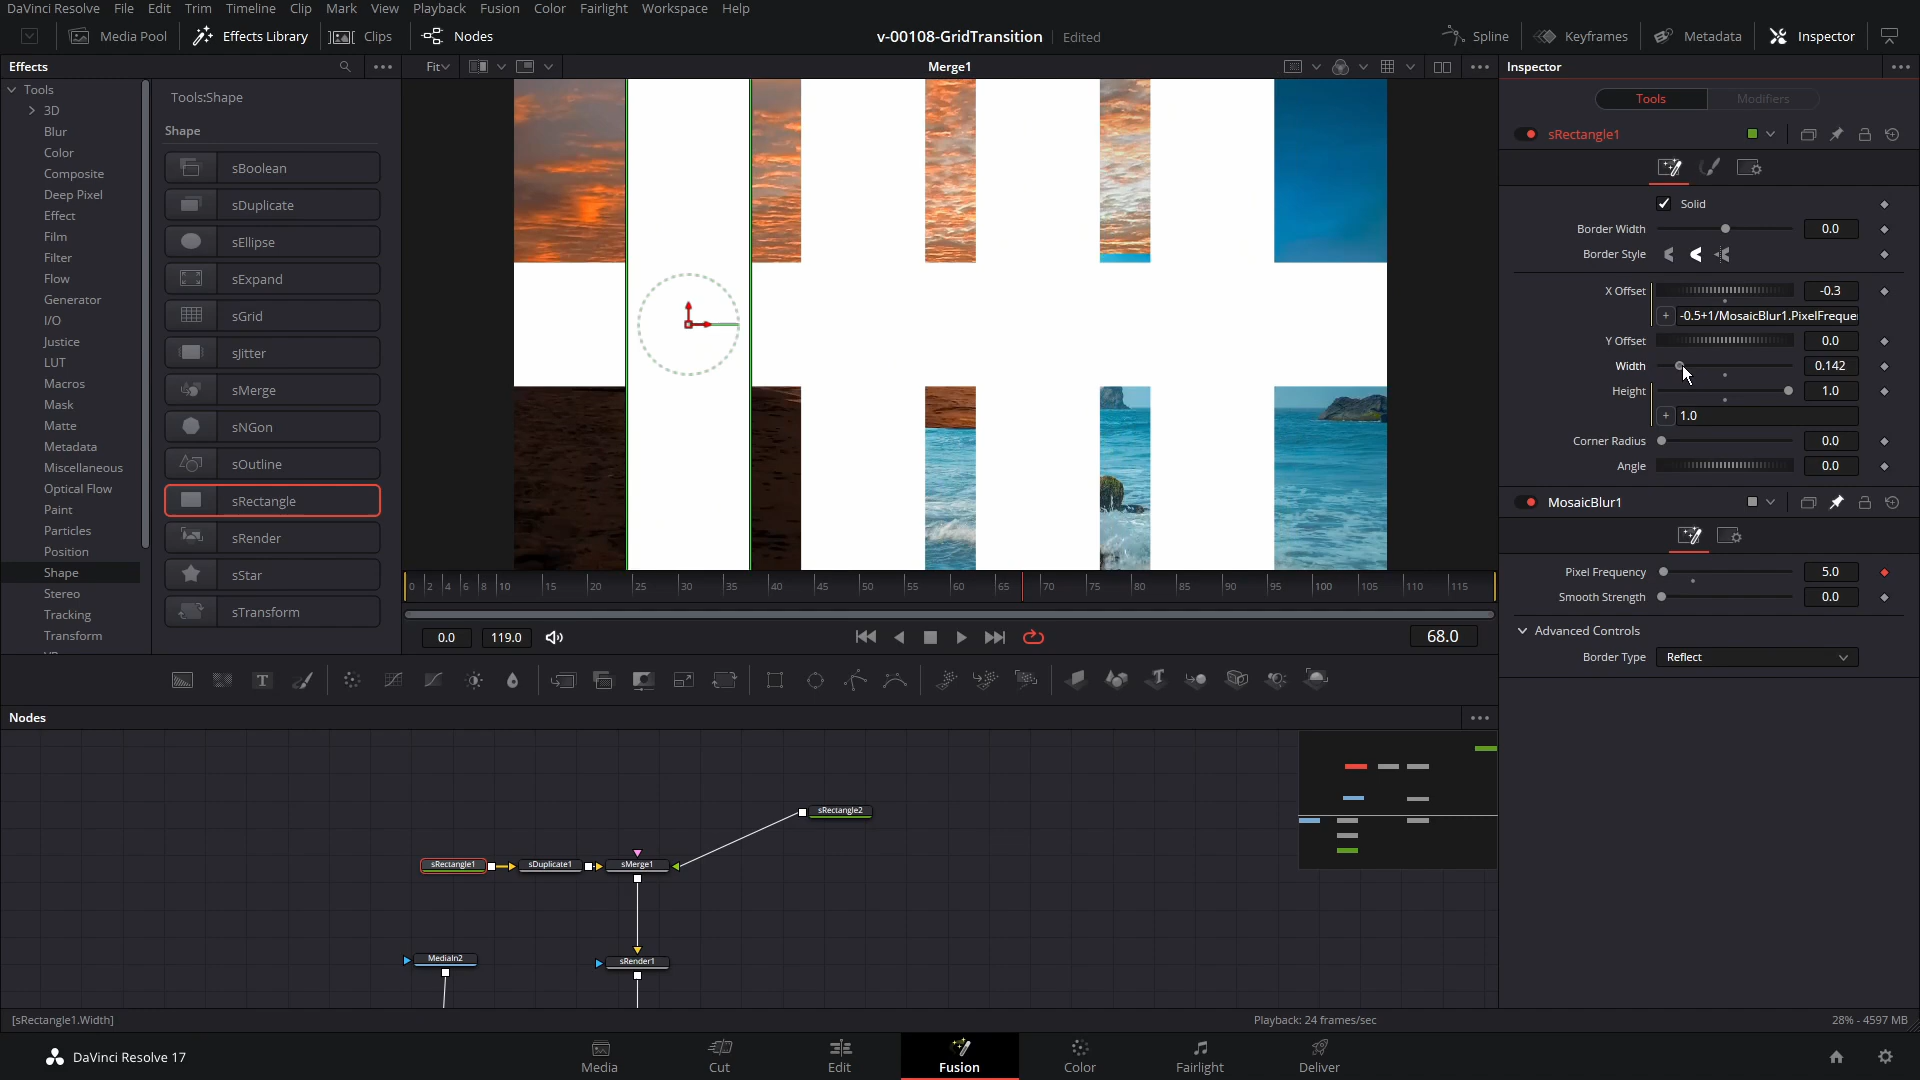 DaVinci Resolve File Edit Trim Timeline Clip Mark View Playback Fusion Color Fairlight Workspace Help
Media Pool Effects Library Clips Nodes v-00108-GridTransition Edited Spline Keyframes Metadata Inspector
Effects
Fit
Merge1
Inspector
Tools
3D
Blur
Color
Composite
Deep Pixel
Effect
Film
Filter
Flow
Generator
I/O
Justice
LUT
Macros
Mask
Matte
Metadata
Miscellaneous
Optical Flow
Paint
Particles
Position
Shape
Stereo
Tracking
Transform
Tools:Shape
Shape
sBoolean
sDuplicate
sEllipse
sExpand
sGrid
sJitter
sMerge
sNGon
sOutline
sRectangle
sRender
sStar
sTransform
0 2 4 6 8 10 15 20 25 30 35 40 45 50 55 60 65 70 75 80 85 90 95 100 105 110 115
0.0 119.0 68.0
Tools Modifiers
sRectangle1
Solid
Border Width 0.0
Border Style
X Offset -0.3
-0.5+1/MosaicBlur1.PixelFreque
Y Offset 0.0
Width 0.142
Height 1.0
1.0
Corner Radius 0.0
Angle 0.0
MosaicBlur1
Pixel Frequency 5.0
Smooth Strength 0.0
Advanced Controls
Border Type Reflect
Nodes
sRectangle2
sRectangle1 sDuplicate1 sMerge1
MediaIn2 sRender1
[sRectangle1.Width] Playback: 24 frames/sec 28% - 4597 MB
DaVinci Resolve 17
Media Cut Edit Fusion Color Fairlight Deliver